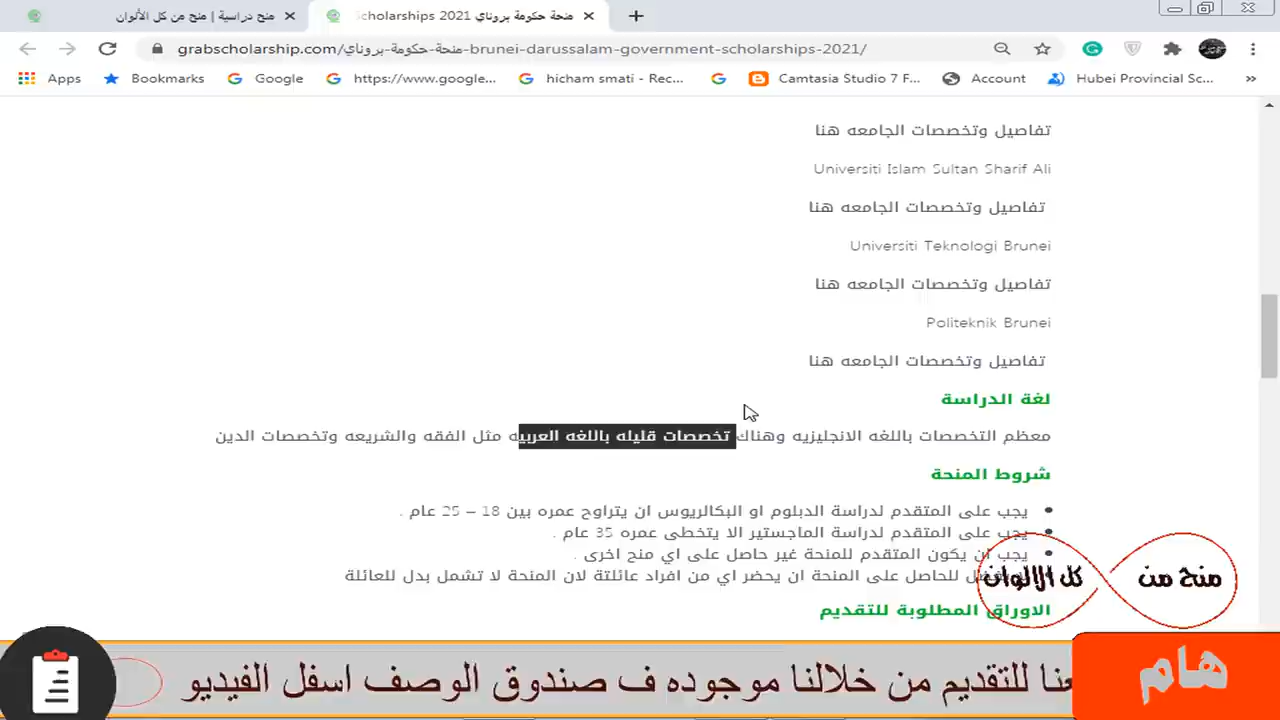 منح دراسية | منح من كل الألوان
منحة حكومة بروناي Scholarships 2021
grabscholarship.com/منحة-حكومة-بروناي-brunei-darussalam-government-scholarships-2021/
Apps Bookmarks Google https://www.google... hicham smati - Rec... Camtasia Studio 7 F... Account Hubei Provincial Sc... »
تفاصيل وتخصصات الجامعه هنا
Universiti Islam Sultan Sharif Ali
تفاصيل وتخصصات الجامعه هنا
Universiti Teknologi Brunei
تفاصيل وتخصصات الجامعه هنا
Politeknik Brunei
تفاصيل وتخصصات الجامعه هنا
لغة الدراسة
معظم التخصصات باللغه الانجليزيه وهناك تخصصات قليله باللغه العربيه مثل الفقه والشريعه وتخصصات الدين
شروط المنحة
يجب على المتقدم لدراسة الدبلوم او البكالريوس ان يتراوح عمره بين 18 – 25 عام .
يجب على المتقدم لدراسة الماجستير الا يتخطى عمره 35 عام .
يجب ان يكون المتقدم للمنحة غير حاصل على اي منح اخرى .
للحاصل على المنحة ان يحضر اي من افراد عائلتة لان المنحة لا تشمل بدل للعائلة
منح من كل الالوان
الاوراق المطلوبة للتقديم
هام
للتقديم من خلالنا موجوده ف صندوق الوصف اسفل الفيديو